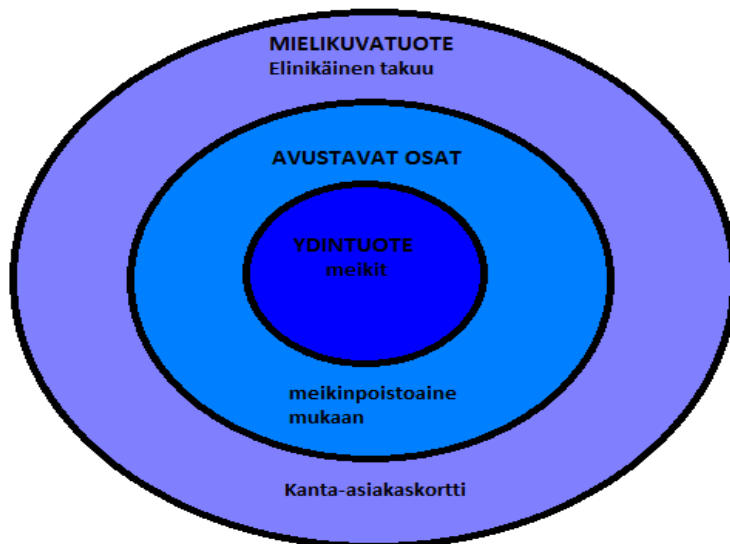 MIELIKUVATUOTE
Elinikäinen takuu
AVUSTAVAT OSAT
YDINTUOTE
meikit
meikinpoistoaine
mukaan
Kanta-asiakaskortti